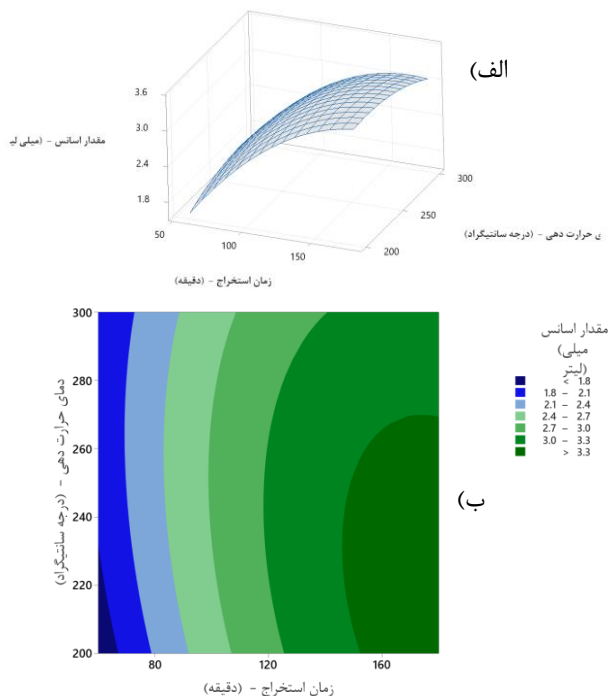 الف)
3.6
3.0
2.4
1.8
مقدار اسانس - (میلی لی
50
100
150
200
250
300
زمان استخراج - (دقیقه)
ی حرارت دهی - (درجه سانتیگراد)
ب)
300
280
260
240
220
200
دمای حرارت دهی - (درجه سانتیگراد)
80
120
160
زمان استخراج - (دقیقه)
مقدار اسانس
(میلی
لیتر)
< 1.8
1.8 – 2.1
2.1 – 2.4
2.4 – 2.7
2.7 – 3.0
3.0 – 3.3
> 3.3